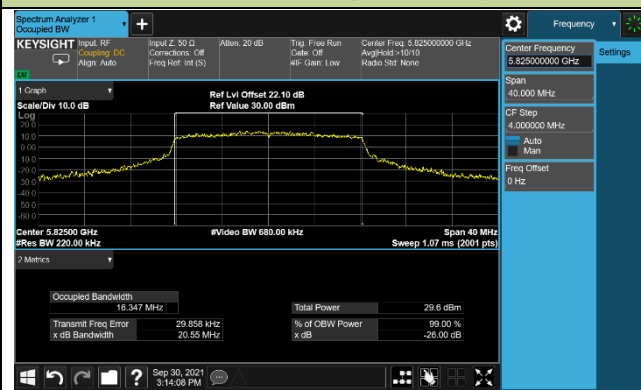 Spectrum Analyzer 1
Occupied BW
+
Frequency
KEYSIGHT
Input: RF
Coupling: DC
Align: Auto
Input Z: 50 Ω
Corrections: Off
Freq Ref: Int (S)
Atten: 20 dB
Trig: Free Run
Gate: Off
#IF Gain: Low
Center Freq: 5.825000000 GHz
Avg|Hold:>10/10
Radio Std: None
LXI
Center Frequency
5.825000000 GHz
Settings
Span
40.000 MHz
CF Step
4.000000 MHz
Auto
Man
Freq Offset
0 Hz
1 Graph
Scale/Div 10.0 dB
Ref Lvl Offset 22.10 dB
Ref Value 30.00 dBm
Log
20.0
10.0
0.00
-10.0
-20.0
-30.0
-40.0
-50.0
-60.0
Center 5.82500 GHz
#Res BW 220.00 kHz
#Video BW 680.00 kHz
Span 40 MHz
Sweep 1.07 ms (2001 pts)
2 Metrics
Occupied Bandwidth
16.347 MHz
Total Power 29.6 dBm
Transmit Freq Error 29.858 kHz
x dB Bandwidth 20.55 MHz
% of OBW Power 99.00 %
x dB -26.00 dB
?
Sep 30, 2021
3:14:08 PM